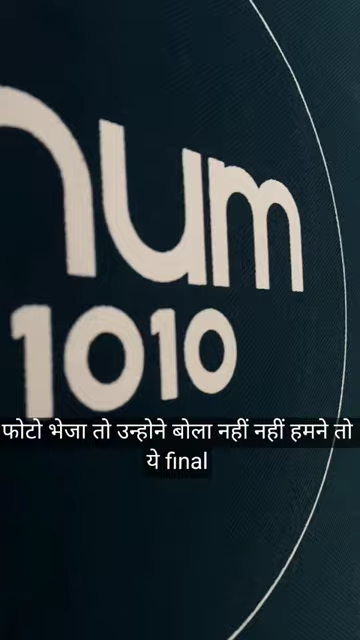 num
1010
फोटो भेजा तो उन्होने बोला नहीं नहीं हमने तो
ये final